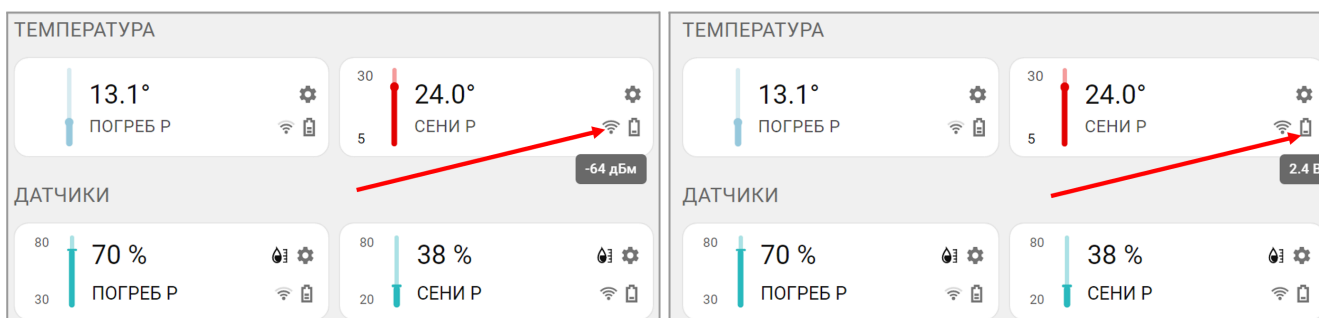 ТЕМПЕРАТУРА
13.1°
ПОГРЕБ Р
30
24.0°
СЕНИ Р
5
-64 дБм
ДАТЧИКИ
80
70 %
30
ПОГРЕБ Р
80
38 %
20
СЕНИ Р
ТЕМПЕРАТУРА
13.1°
ПОГРЕБ Р
30
24.0°
СЕНИ Р
5
2.4 В
ДАТЧИКИ
80
70 %
30
ПОГРЕБ Р
80
38 %
20
СЕНИ Р